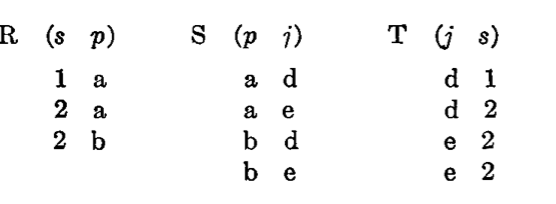 R (s p) S (p j) T (j s)
1 a a d d 1
2 a a e d 2
2 b b d e 2
b e e 2